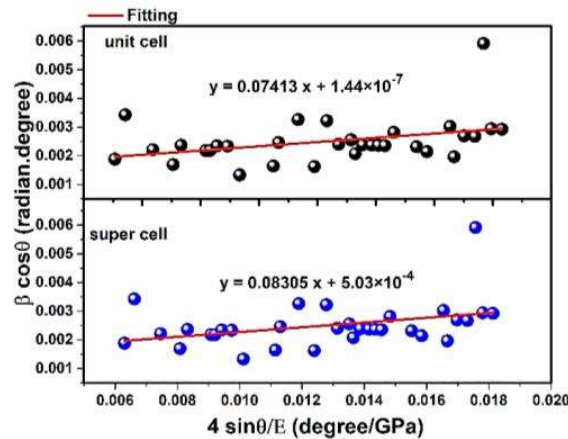 Fitting
unit cell
0.006
y = 0.07413 x + 1.44×10⁻⁷
0.005
0.004
0.003
0.002
0.001
super cell
0.006
0.005
y = 0.08305 x + 5.03×10⁻⁴
0.004
0.003
0.002
0.001
β cosθ (radian.degree)
0.006 0.008 0.010 0.012 0.014 0.016 0.018 0.020
4 sinθ/E (degree/GPa)